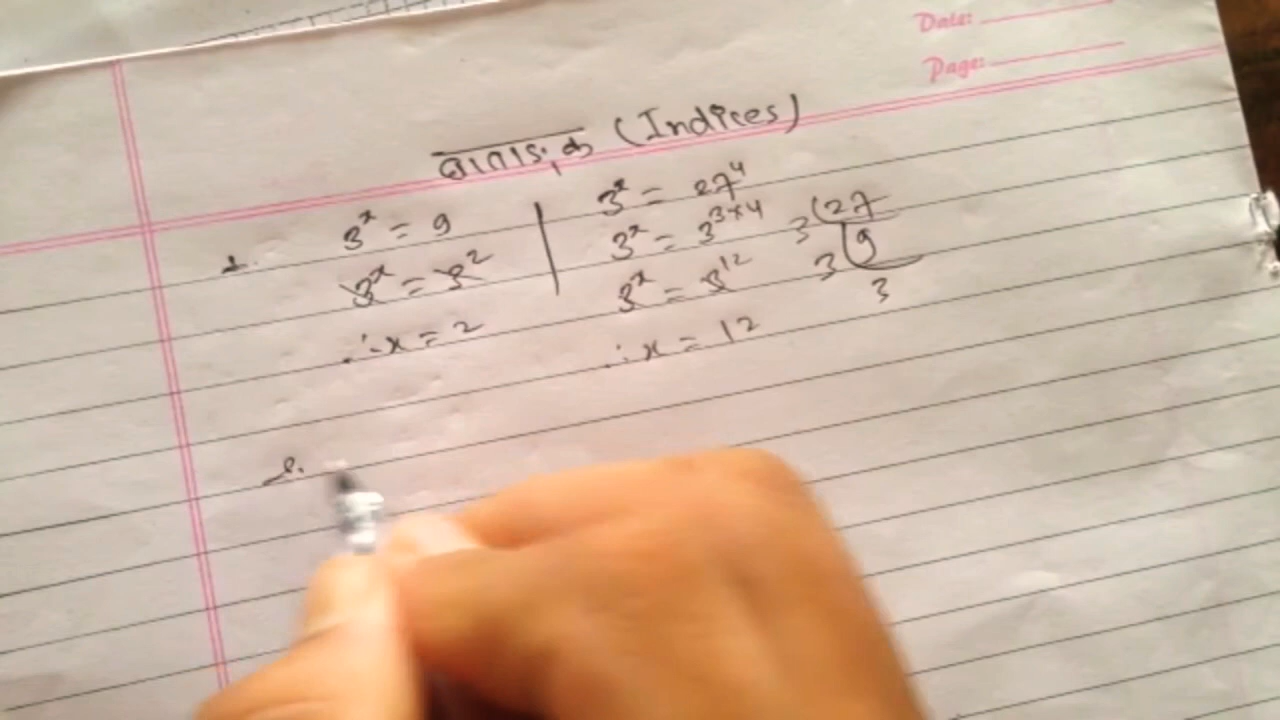 Date:
Page:
घाताङ्क (Indices)
1. 3ˣ = 9
3ˣ = 3²
∴ x = 2
3ˣ = 27⁴
3ˣ = 3³ˣ⁴
3ˣ = 3¹²
∴ x = 12
3 27
3 9
3
2.